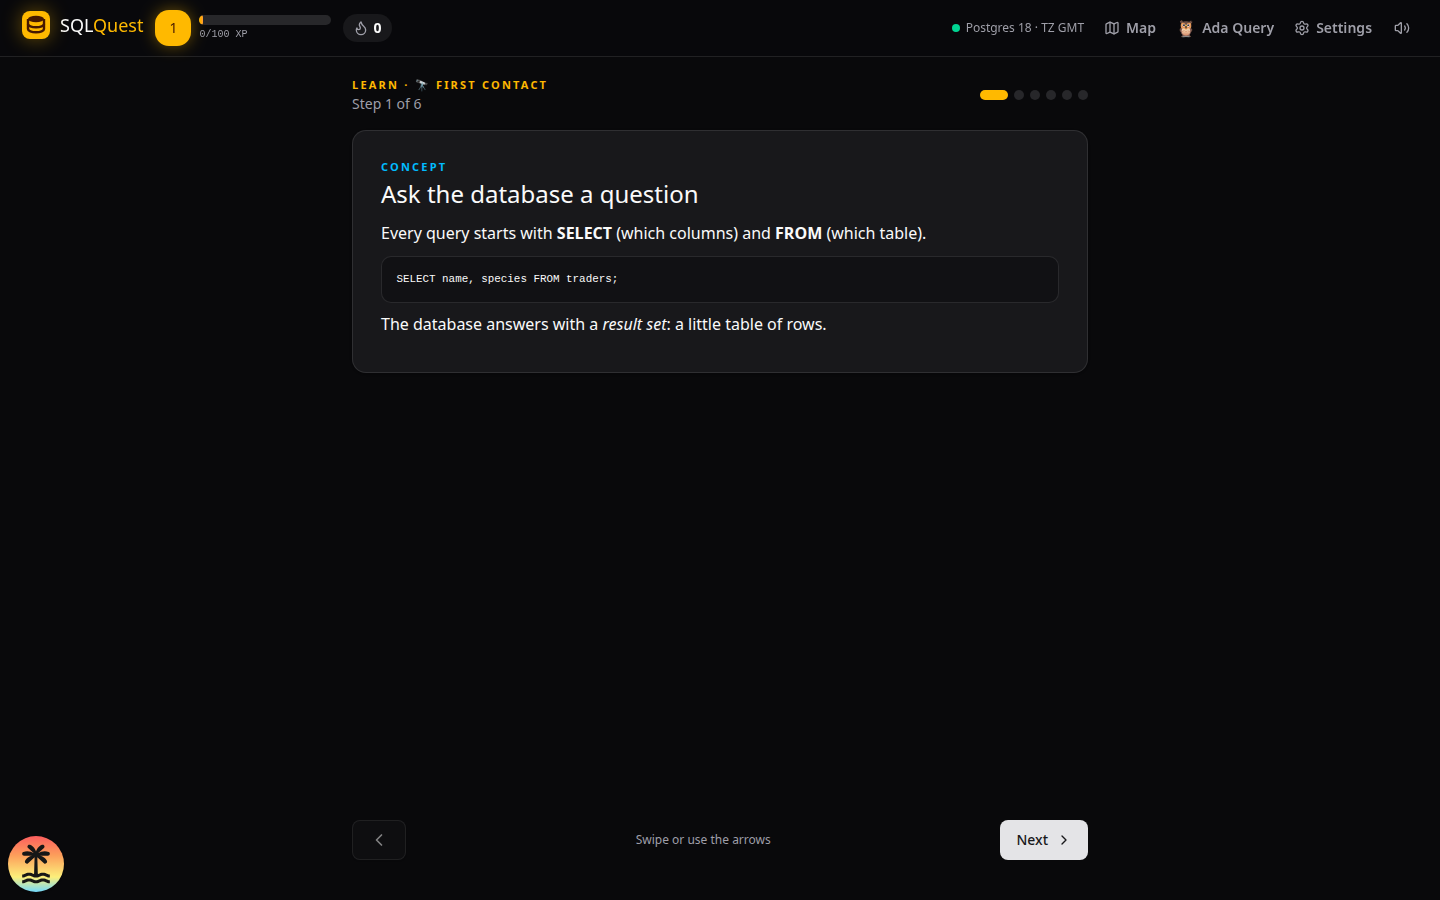 SQLQuest
1
0/100 XP
0
Postgres 18 · TZ GMT
Map
Ada Query
Settings
LEARN · 🔭 FIRST CONTACT
Step 1 of 6
CONCEPT
Ask the database a question
Every query starts with SELECT (which columns) and FROM (which table).
SELECT name, species FROM traders;
The database answers with a result set: a little table of rows.
Swipe or use the arrows
Next